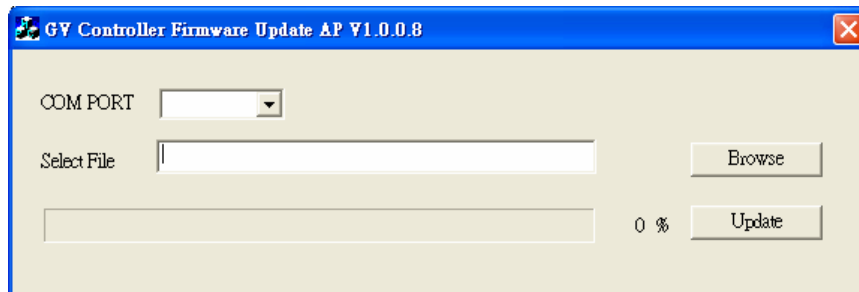 GV Controller Firmware Update AP V1.0.0.8
COM PORT
Select File
Browse
0 %
Update